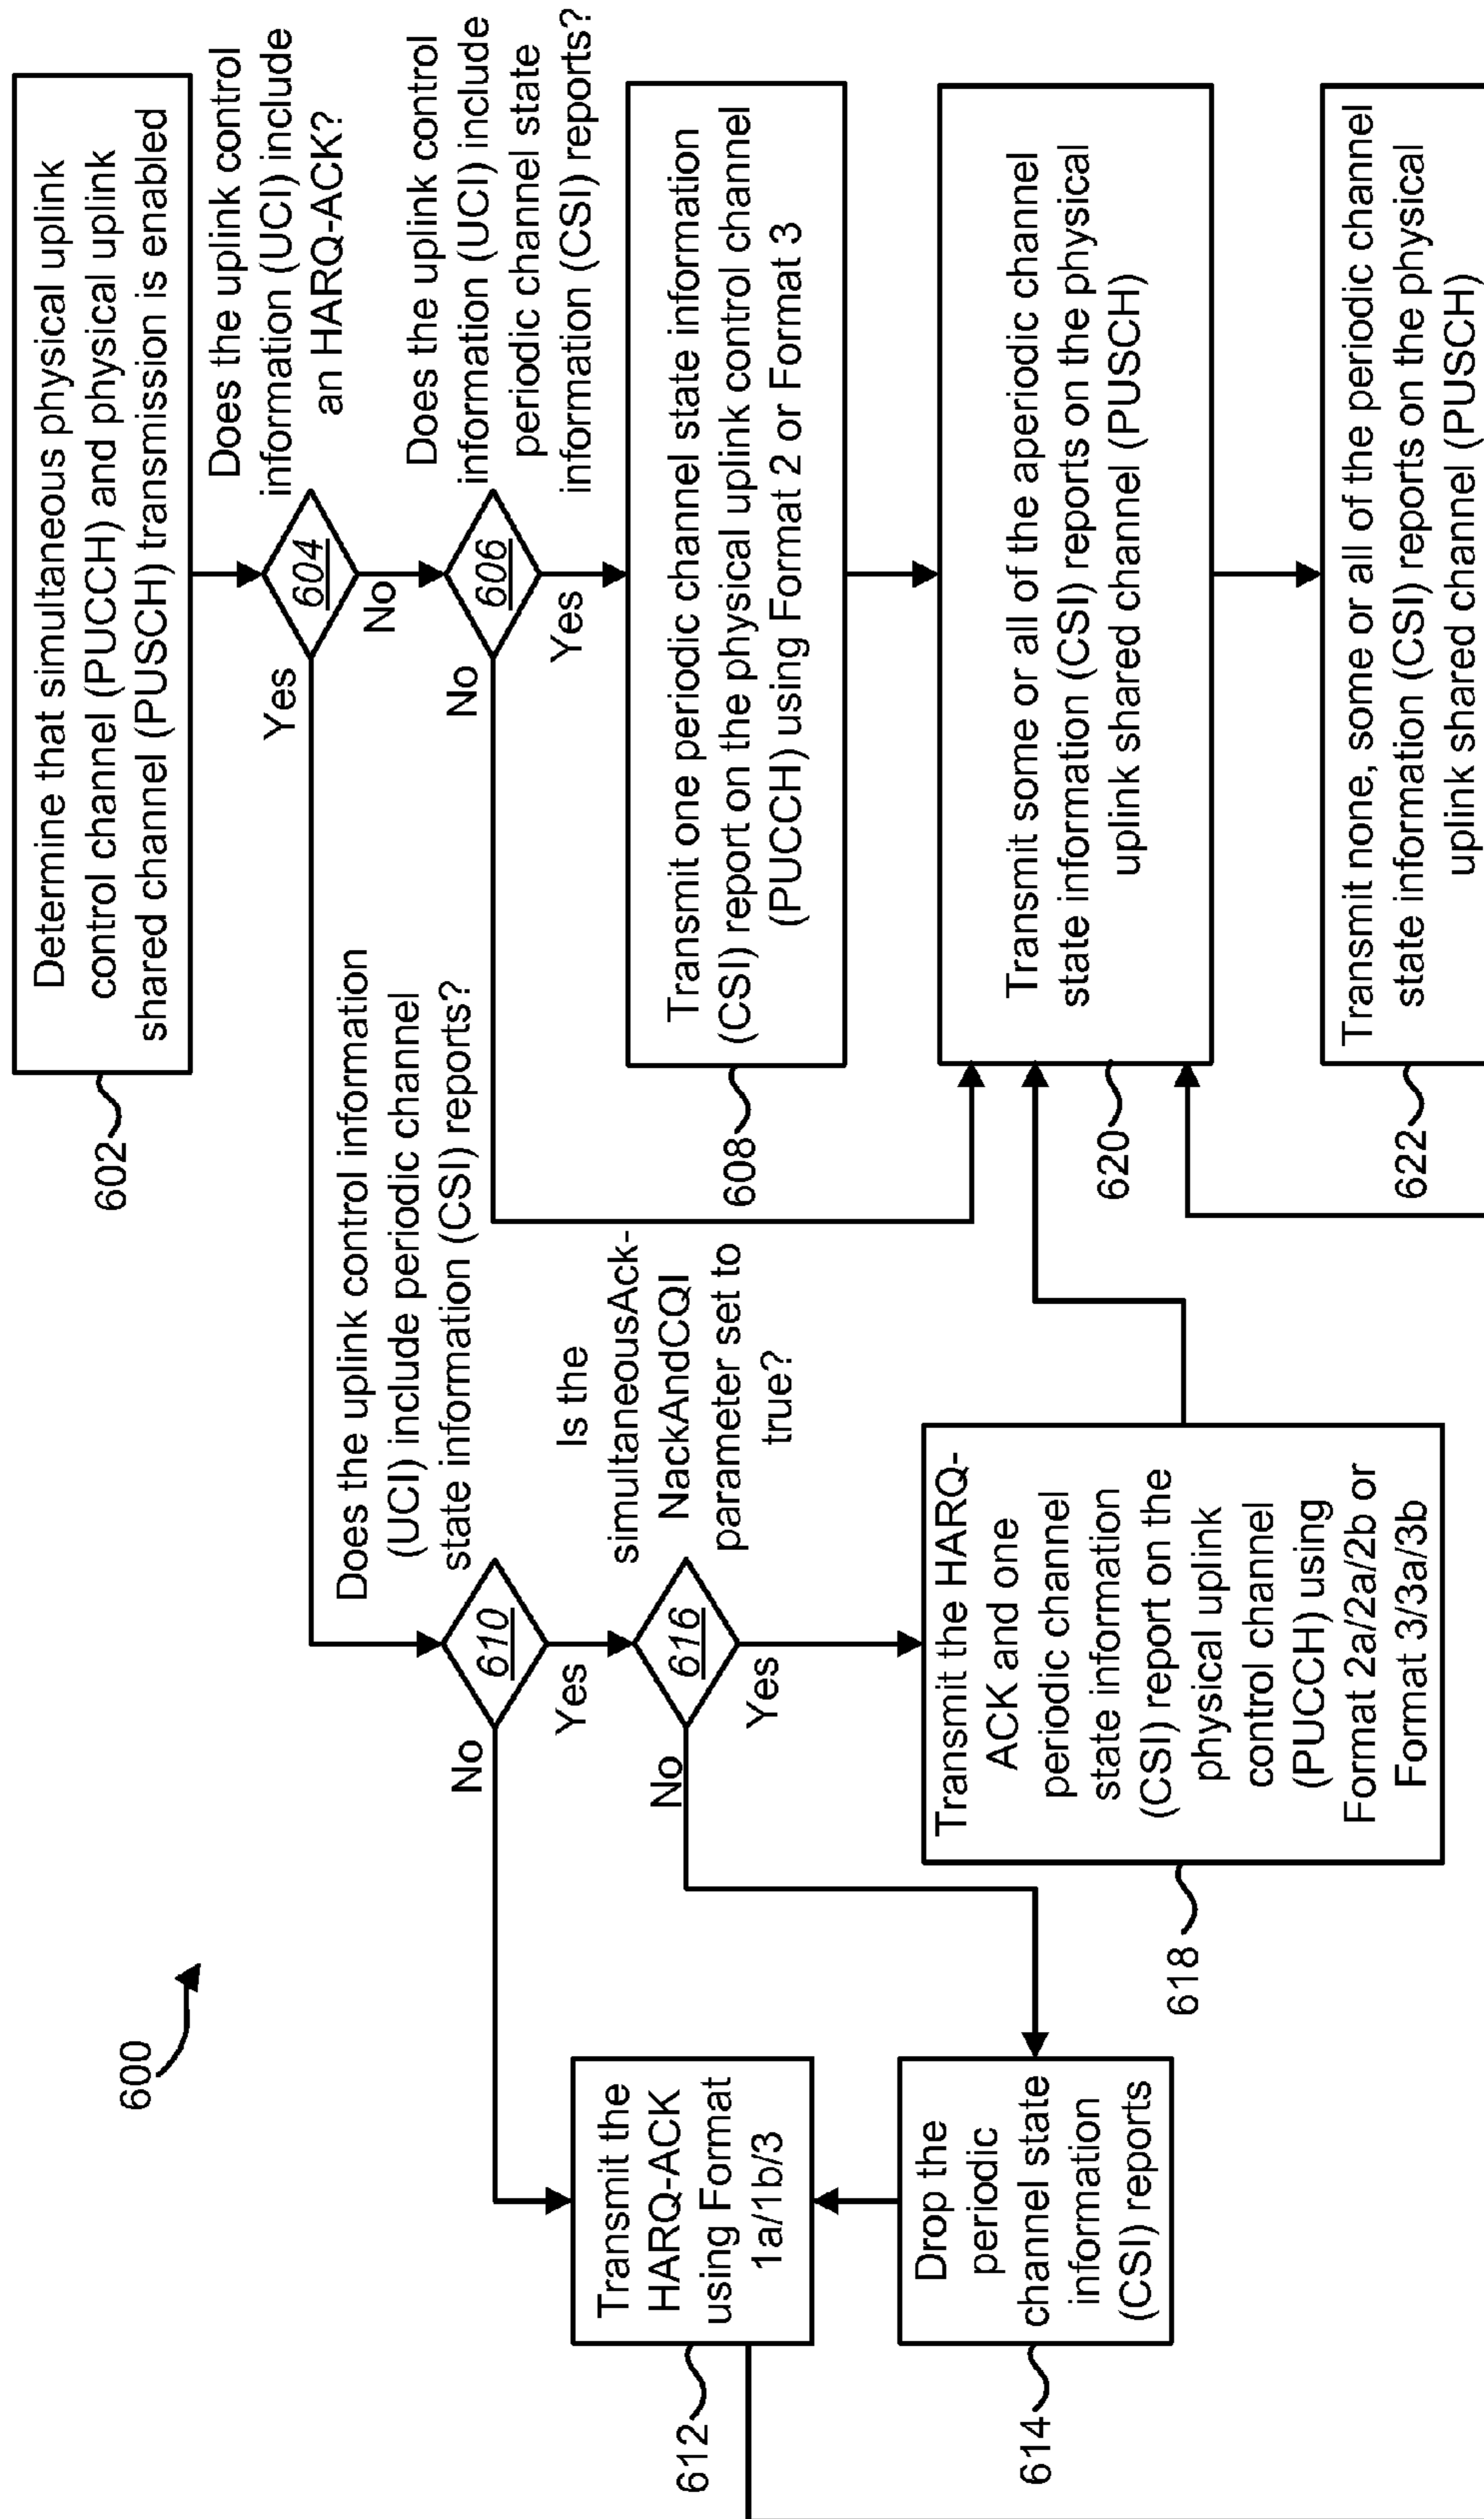 600
602
Determine that simultaneous physical uplink
control channel (PUCCH) and physical uplink
shared channel (PUSCH) transmission is enabled
Does the uplink control
information (UCI) include
an HARQ-ACK?
604
Yes
No
Does the uplink control
information (UCI) include
periodic channel state
information (CSI) reports?
606
No
Yes
608
Transmit one periodic channel state information
(CSI) report on the physical uplink control channel
(PUCCH) using Format 2 or Format 3
Does the uplink control information
(UCI) include periodic channel
state information (CSI) reports?
610
No
Yes
Is the
simultaneousAck-
NackAndCQI
parameter set to
true?
616
No
Yes
612
Transmit the
HARQ-ACK
using Format
1a/1b/3
614
Drop the
periodic
channel state
information
(CSI) reports
618
Transmit the HARQ-
ACK and one
periodic channel
state information
(CSI) report on the
physical uplink
control channel
(PUCCH) using
Format 2a/2a/2b or
Format 3/3a/3b
620
Transmit some or all of the aperiodic channel
state information (CSI) reports on the physical
uplink shared channel (PUSCH)
622
Transmit none, some or all of the periodic channel
state information (CSI) reports on the physical
uplink shared channel (PUSCH)